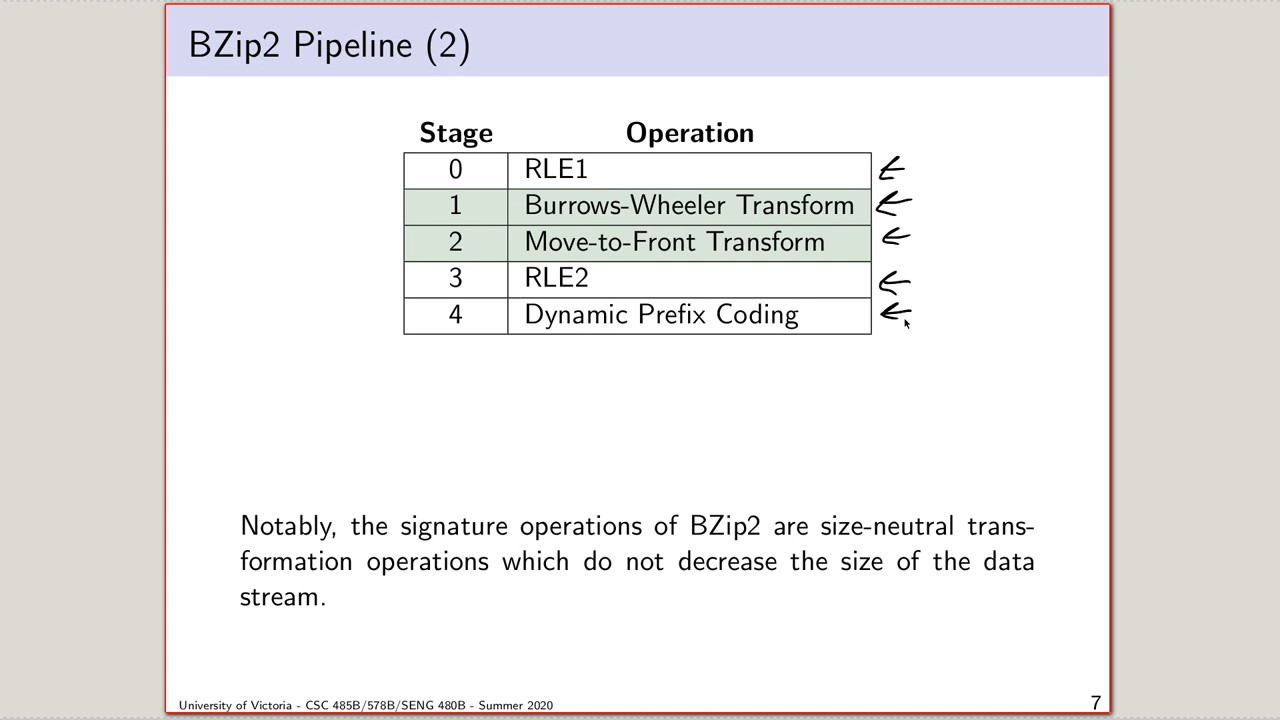 BZip2 Pipeline (2)
Stage Operation
0 RLE1
1 Burrows-Wheeler Transform
2 Move-to-Front Transform
3 RLE2
4 Dynamic Prefix Coding
Notably, the signature operations of BZip2 are size-neutral trans-
formation operations which do not decrease the size of the data
stream.
University of Victoria - CSC 485B/578B/SENG 480B - Summer 2020
7